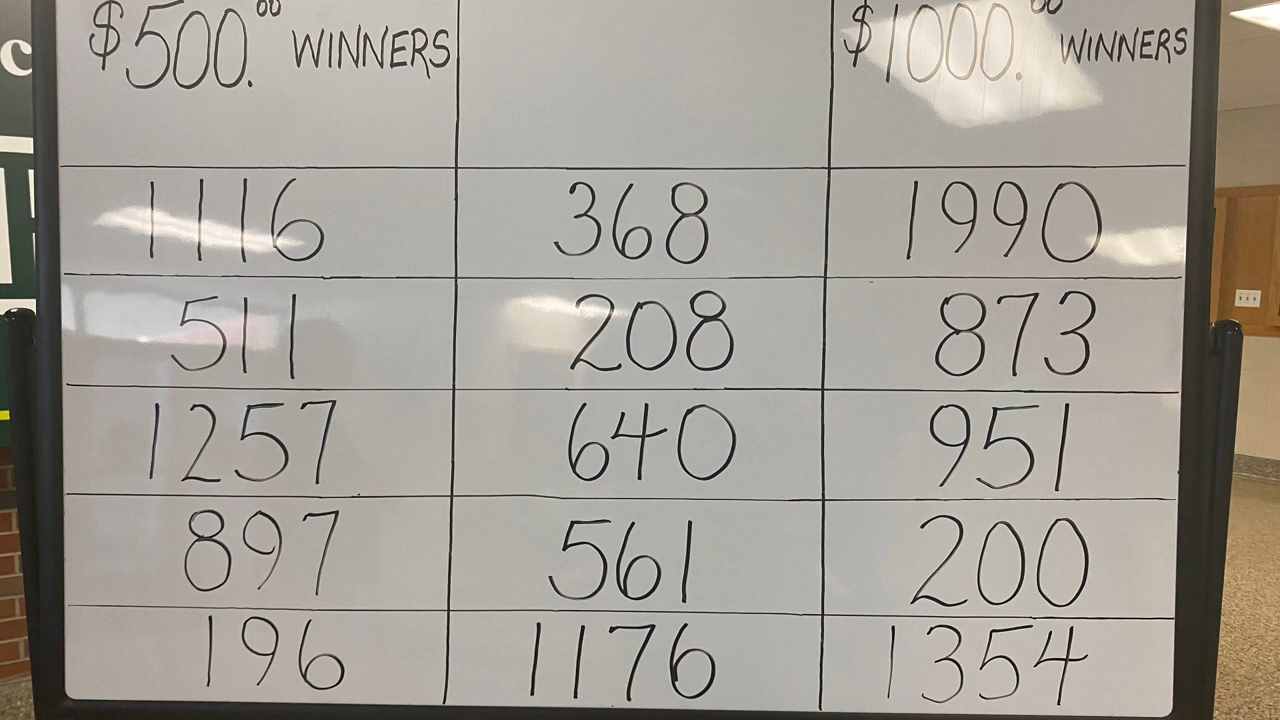 $500.00 WINNERS $1000.00 WINNERS
1116 368 1990
511 208 873
1257 640 951
897 561 200
196 1176 1354